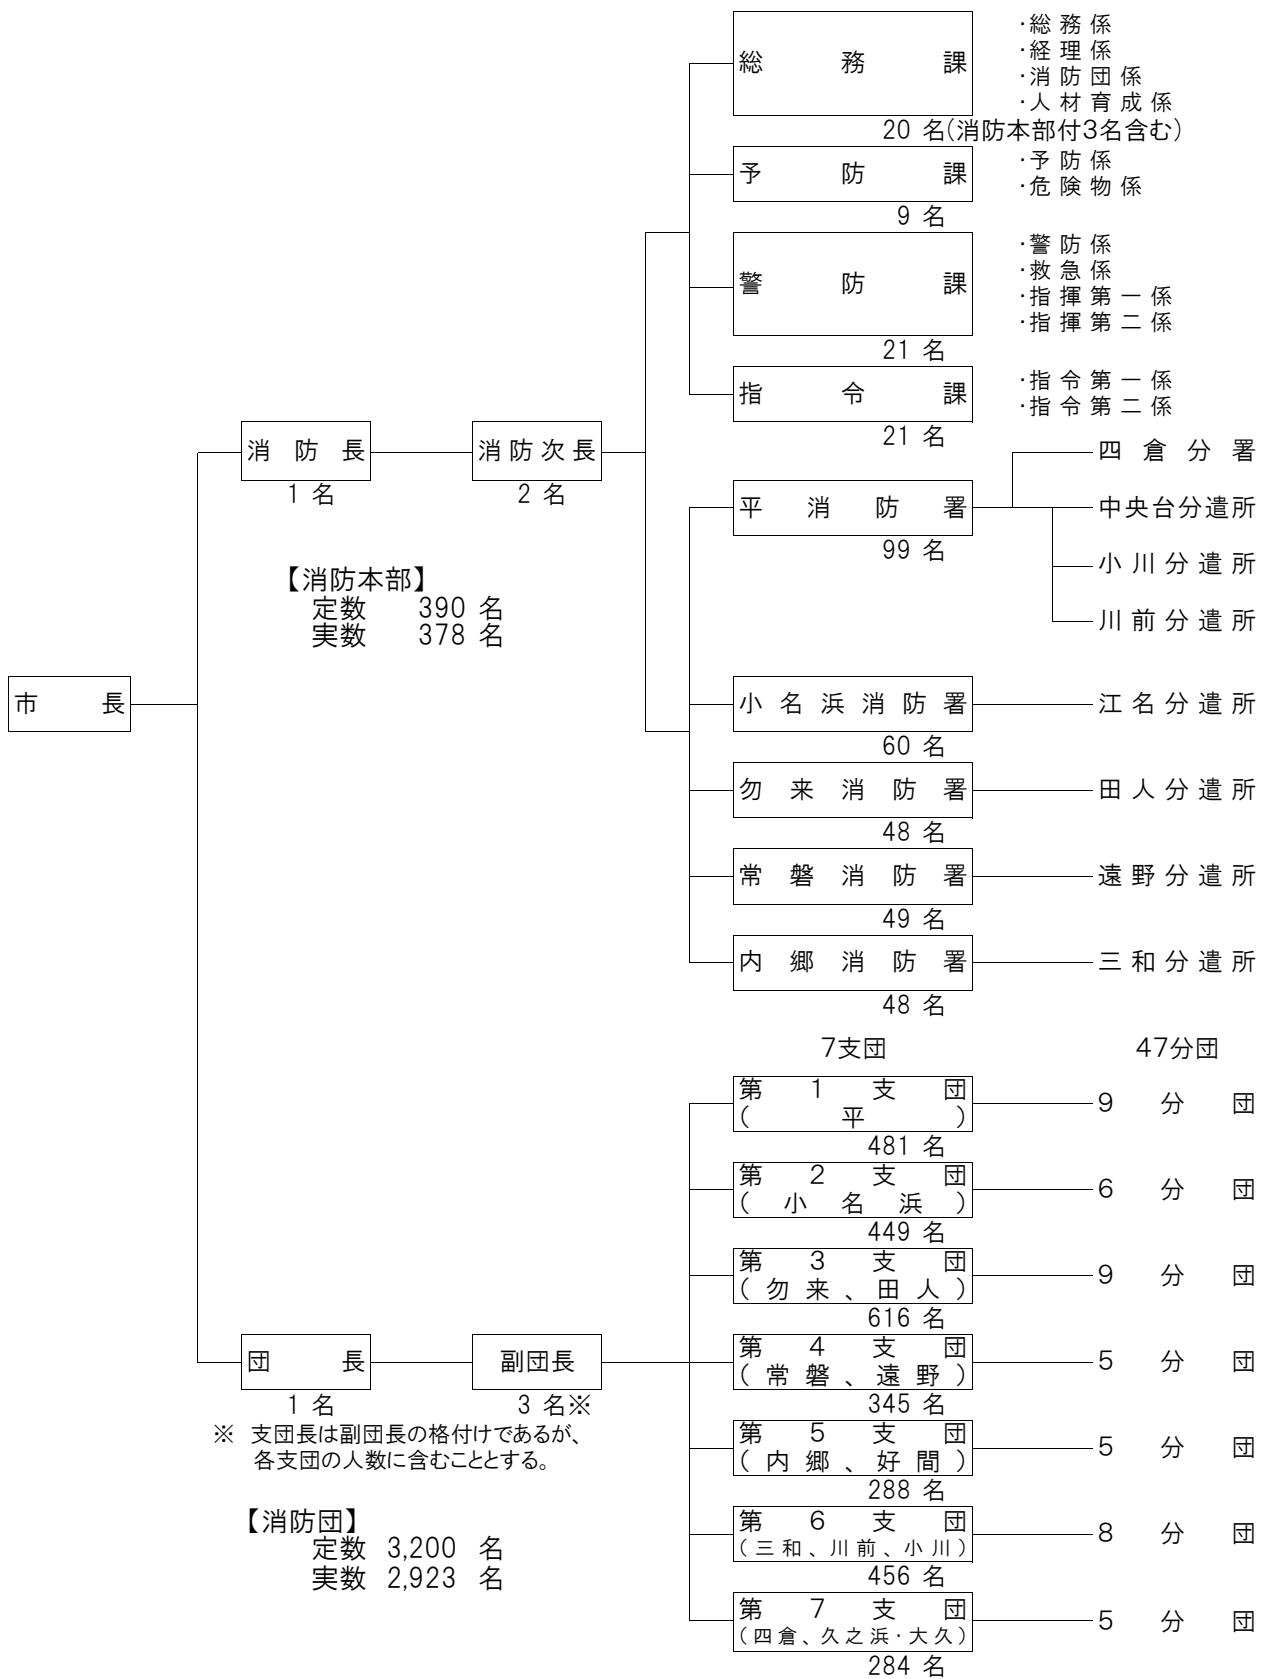 総務課
・総務係
・経理係
・消防団係
・人材育成係
20 名(消防本部付3名含む)
予防課
・予防係
・危険物係
9 名
警防課
・警防係
・救急係
・指揮第一係
・指揮第二係
21 名
指令課
・指令第一係
・指令第二係
21 名
消防長
1 名
消防次長
2 名
平消防署
99 名
四倉分署
中央台分遣所
小川分遣所
川前分遣所
【消防本部】
定数 390 名
実数 378 名
市長
小名浜消防署
江名分遣所
60 名
勿来消防署
田人分遣所
48 名
常磐消防署
遠野分遣所
49 名
内郷消防署
三和分遣所
48 名
7支団 47分団
第1支団
(平)
9分団
481 名
第2支団
(小名浜)
6分団
449 名
第3支団
(勿来、田人)
9分団
616 名
団長
1 名
副団長
3 名※
第4支団
(常磐、遠野)
5分団
345 名
※ 支団長は副団長の格付けであるが、
各支団の人数に含むこととする。
第5支団
(内郷、好間)
5分団
288 名
【消防団】
定数 3,200 名
実数 2,923 名
第6支団
(三和、川前、小川)
8分団
456 名
第7支団
(四倉、久之浜・大久)
5分団
284 名